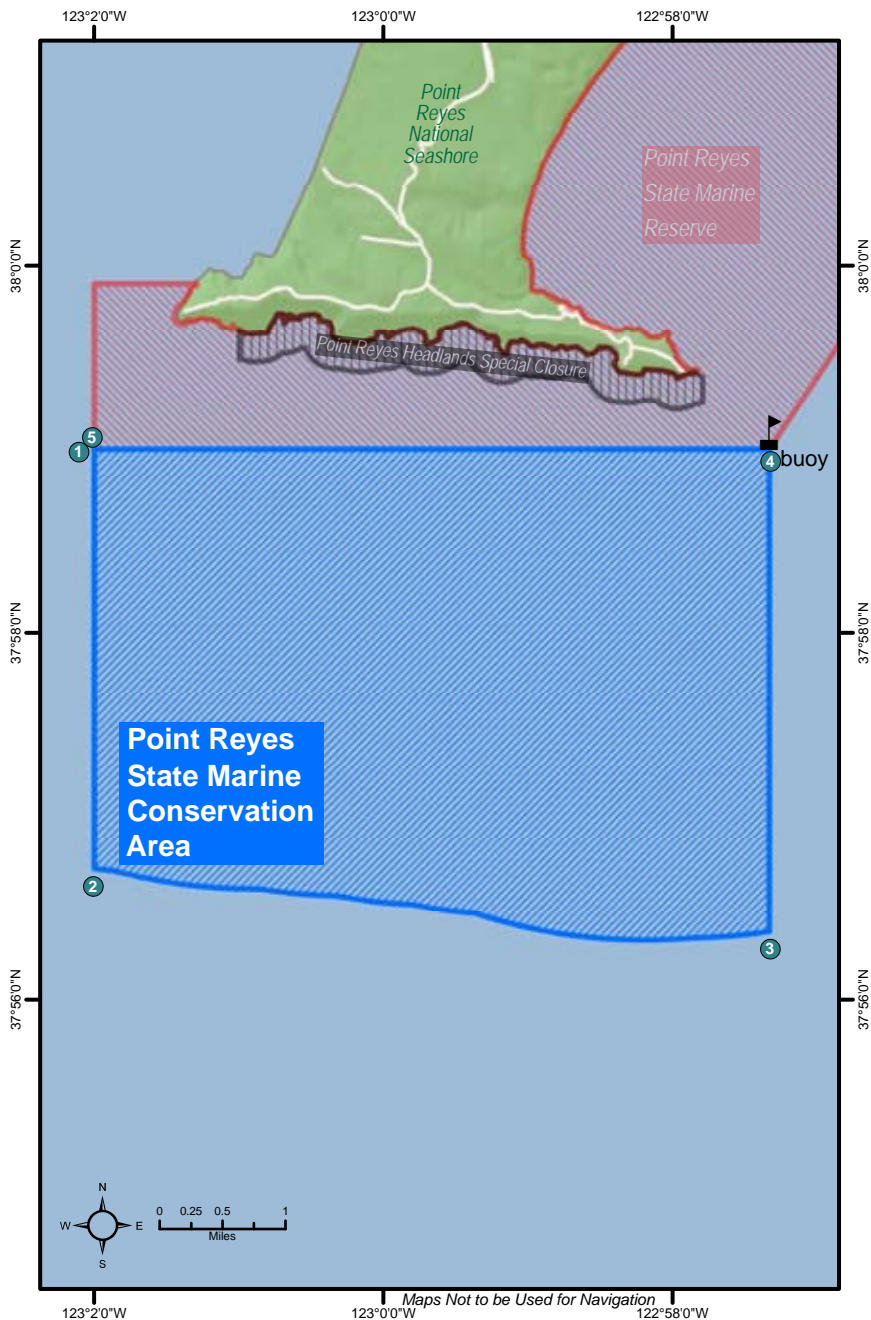 123°2'0"W
123°0'0"W
122°58'0"W
Point
Reyes
National
Seashore
Point Reyes
State Marine
Reserve
38°0'0"N
38°0'0"N
Point Reyes Headlands Special Closure
5
1
4
buoy
37°58'0"N
37°58'0"N
Point Reyes
State Marine
Conservation
Area
2
3
37°56'0"N
37°56'0"N
N
W
E
S
0 0.25 0.5 1
Miles
Maps Not to be Used for Navigation
123°2'0"W
123°0'0"W
122°58'0"W